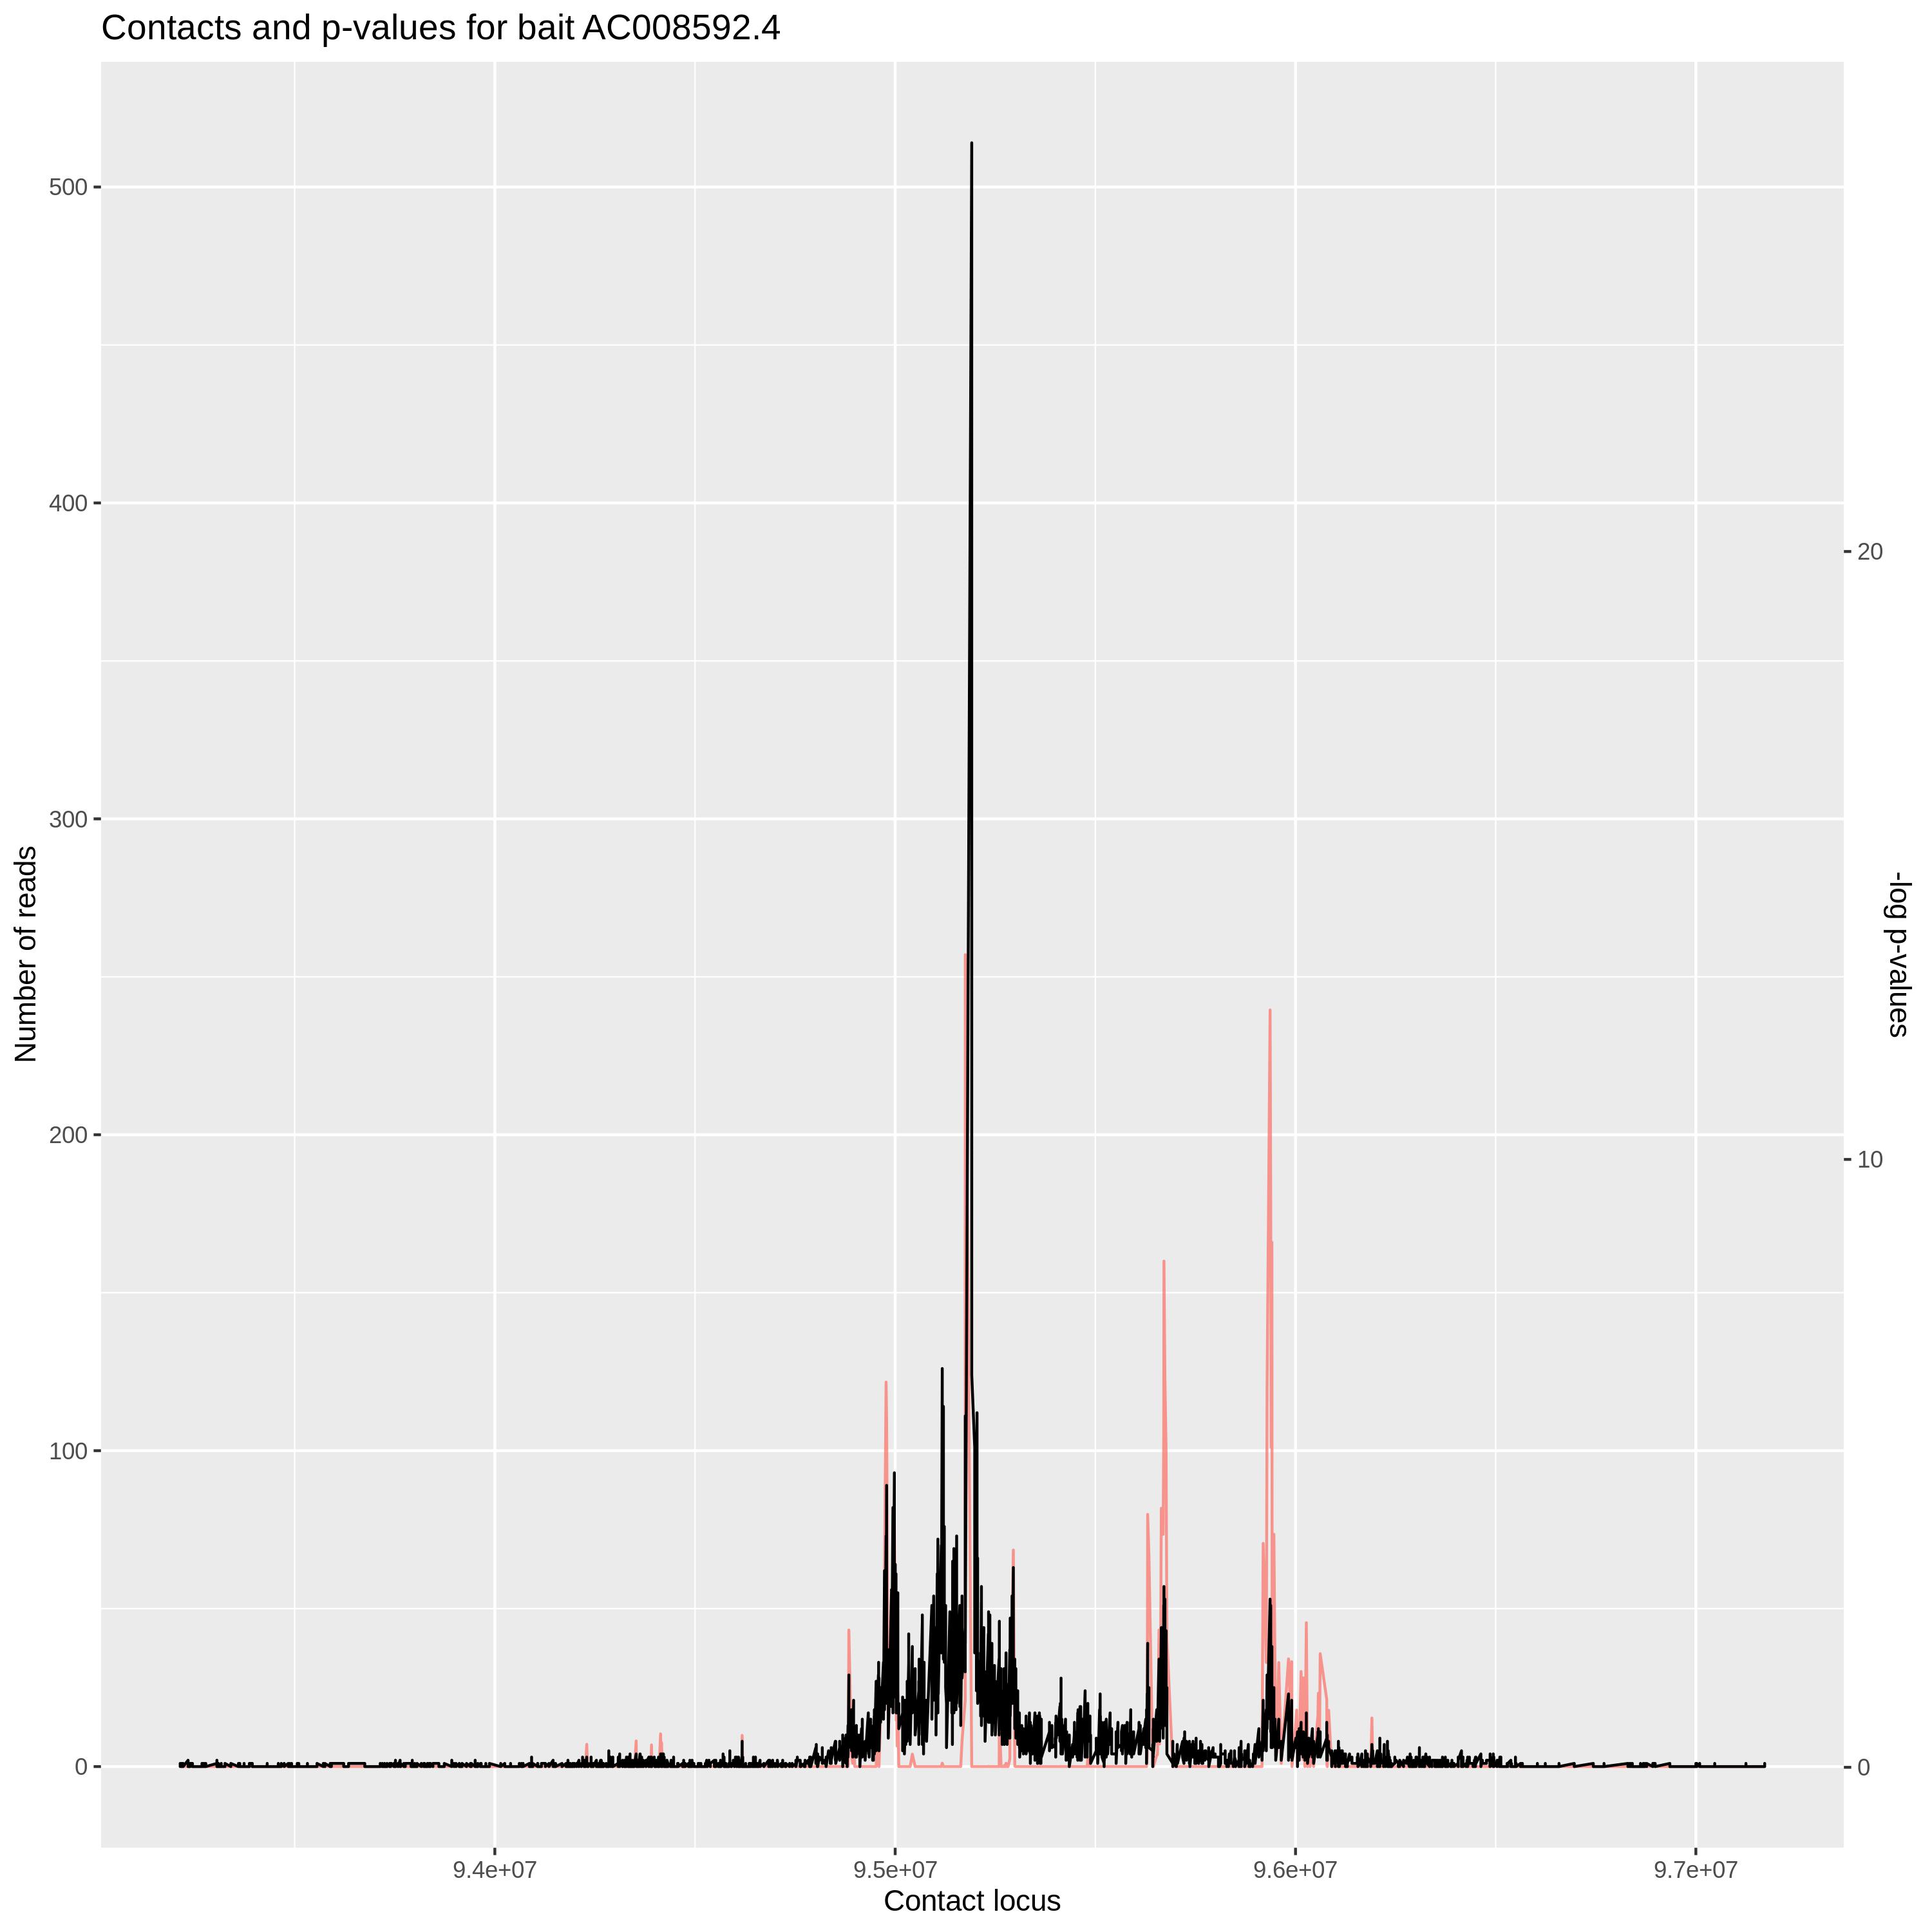 Contacts and p-values for bait AC008592.4
500
400
300
200
100
0
Number of reads
20
10
0
-log p-values
9.4e+07
9.5e+07
9.6e+07
9.7e+07
Contact locus